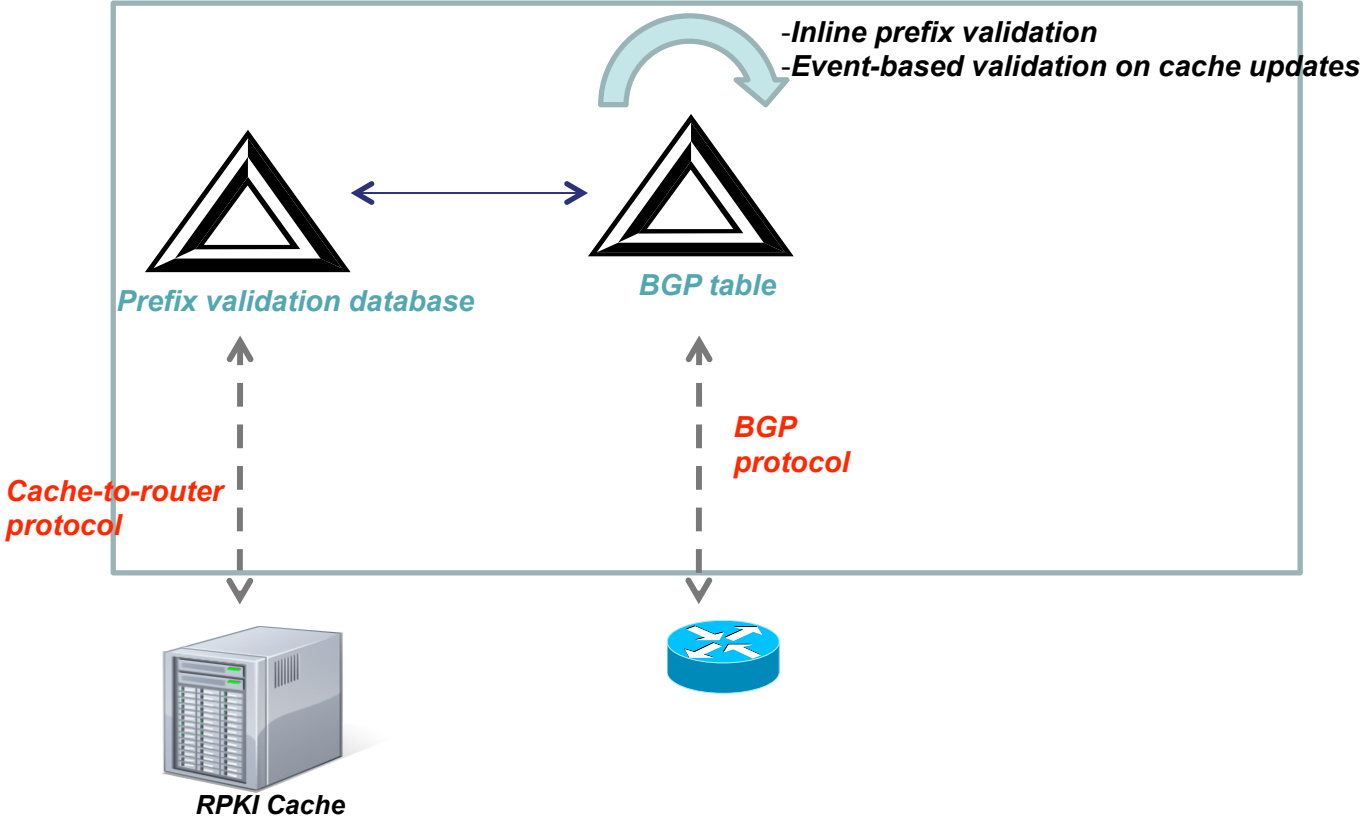 -Inline prefix validation
-Event-based validation on cache updates
Prefix validation database
BGP table
BGP
protocol
Cache-to-router
protocol
RPKI Cache